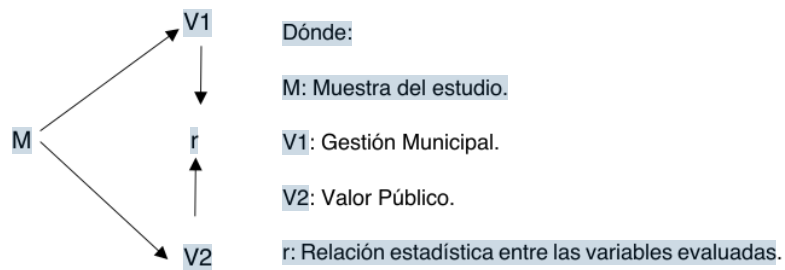 V1
Dónde:
M: Muestra del estudio.
M
r
V1: Gestión Municipal.
V2: Valor Público.
V2
r: Relación estadística entre las variables evaluadas.